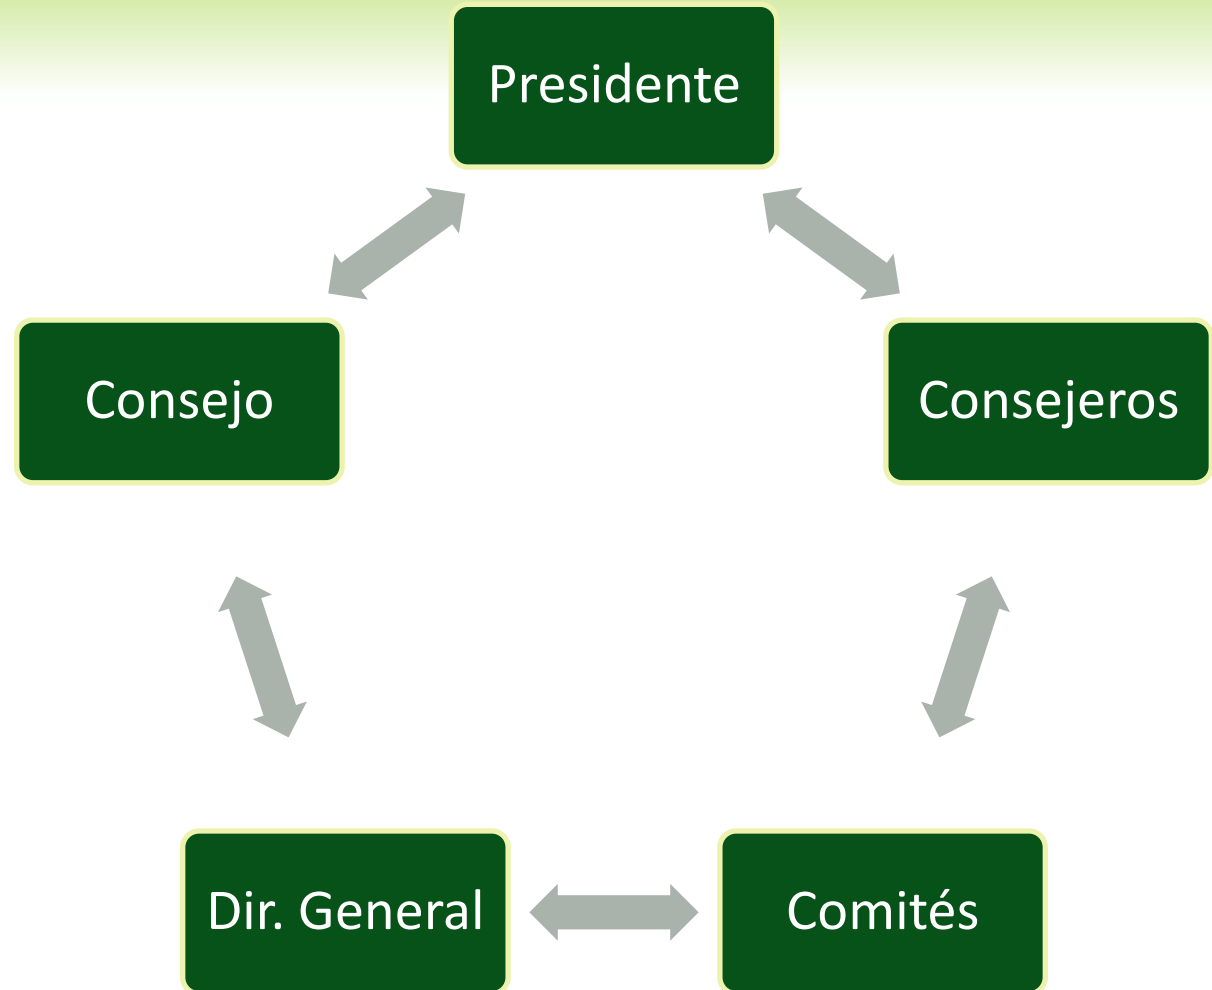 Presidente
Consejo
Consejeros
Dir. General
Comités